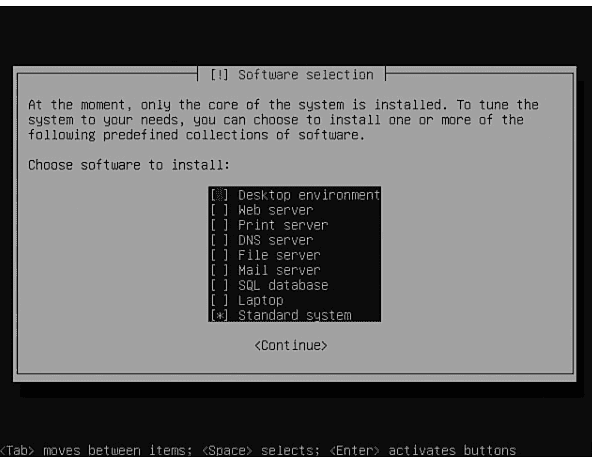 [!] Software selection
At the moment, only the core of the system is installed. To tune the
system to your needs, you can choose to install one or more of the
following predefined collections of software.
Choose software to install:
[ ] Desktop environment
[ ] Web server
[ ] Print server
[ ] DNS server
[ ] File server
[ ] Mail server
[ ] SQL database
[ ] Laptop
[*] Standard system
<Continue>
<Tab> moves between items; <Space> selects; <Enter> activates buttons